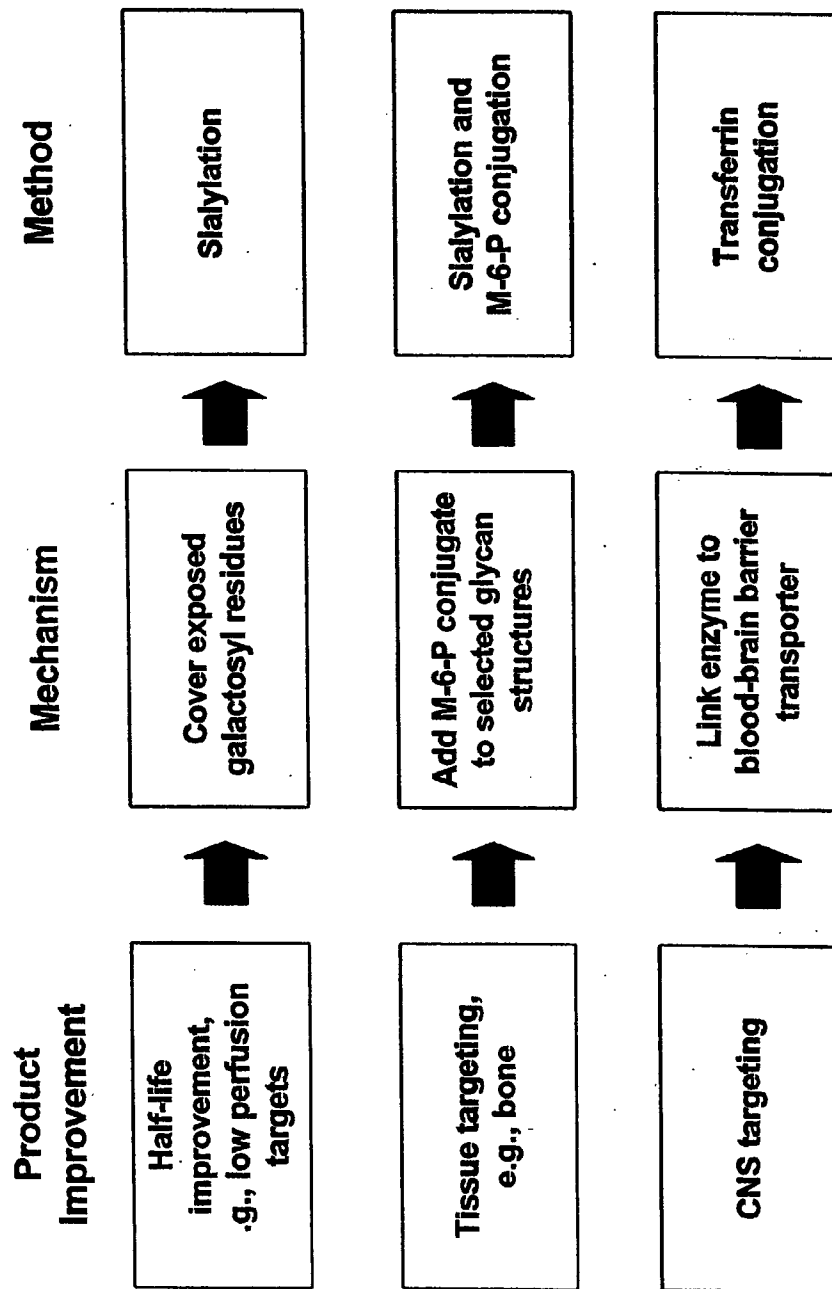 Product
Improvement
Mechanism
Method
Half-life
improvement,
.g., low perfusion
targets
Cover exposed
galactosyl residues
Slalylation
Tissue targeting,
e.g., bone
Add M-6-P conjugate
to selected glycan
structures
Slalylation and
M-6-P conjugation
CNS targeting
Link enzyme to
blood-brain barrier
transporter
Transferrin
conjugation